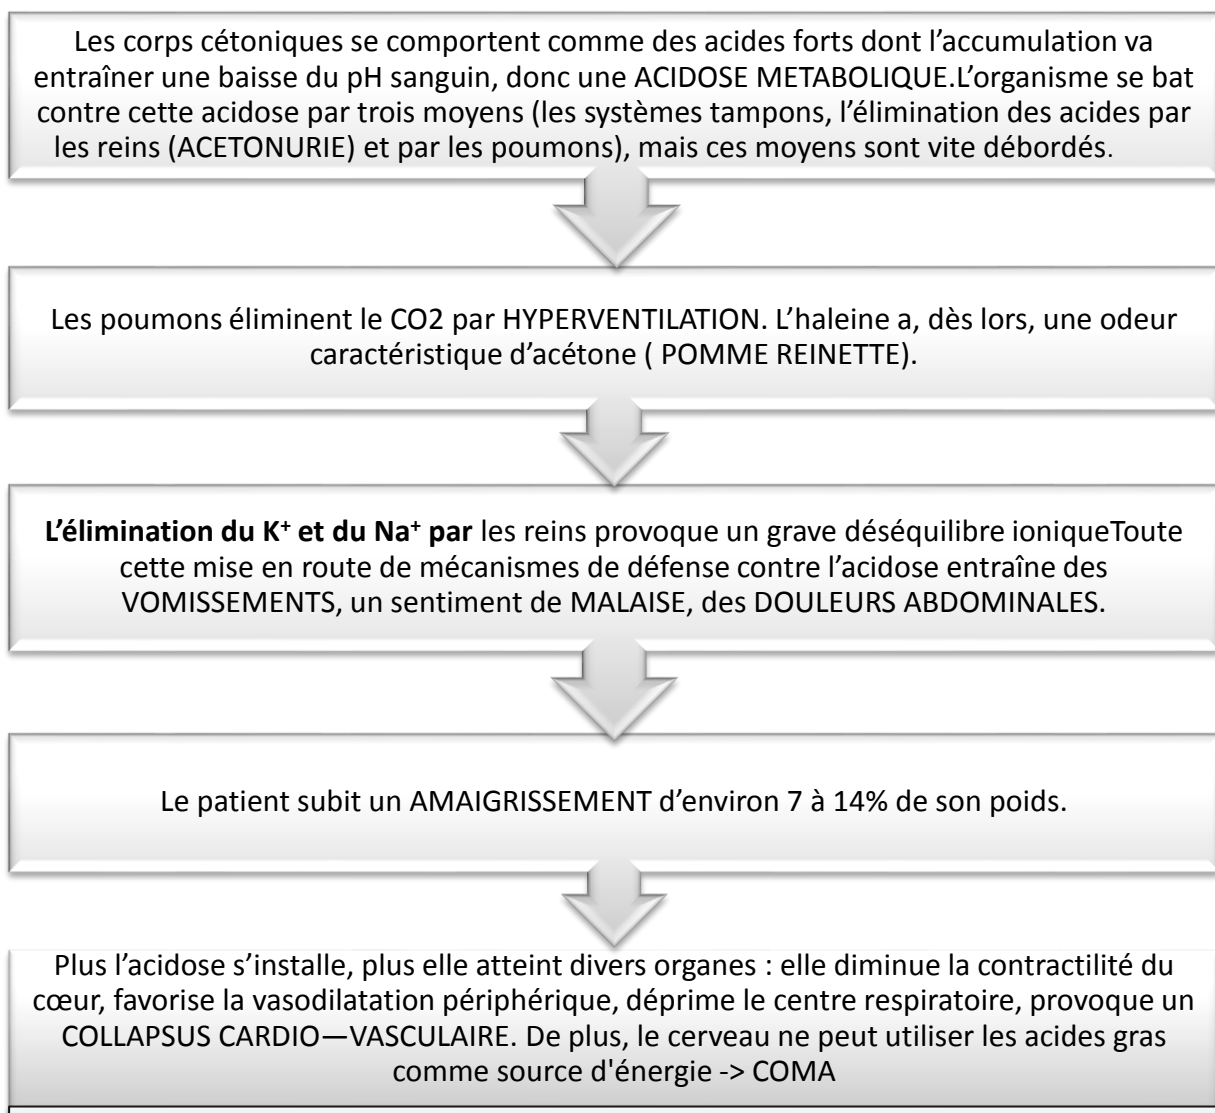 Les corps cétoniques se comportent comme des acides forts dont l’accumulation va
entraîner une baisse du pH sanguin, donc une ACIDOSE METABOLIQUE.L’organisme se bat
contre cette acidose par trois moyens (les systèmes tampons, l’élimination des acides par
les reins (ACETONURIE) et par les poumons), mais ces moyens sont vite débordés.
Les poumons éliminent le CO2 par HYPERVENTILATION. L’haleine a, dès lors, une odeur
caractéristique d’acétone ( POMME REINETTE).
L’élimination du K⁺ et du Na⁺ par les reins provoque un grave déséquilibre ioniqueToute
cette mise en route de mécanismes de défense contre l’acidose entraîne des
VOMISSEMENTS, un sentiment de MALAISE, des DOULEURS ABDOMINALES.
Le patient subit un AMAIGRISSEMENT d’environ 7 à 14% de son poids.
Plus l’acidose s’installe, plus elle atteint divers organes : elle diminue la contractilité du
cœur, favorise la vasodilatation périphérique, déprime le centre respiratoire, provoque un
COLLAPSUS CARDIO—VASCULAIRE. De plus, le cerveau ne peut utiliser les acides gras
comme source d'énergie -> COMA